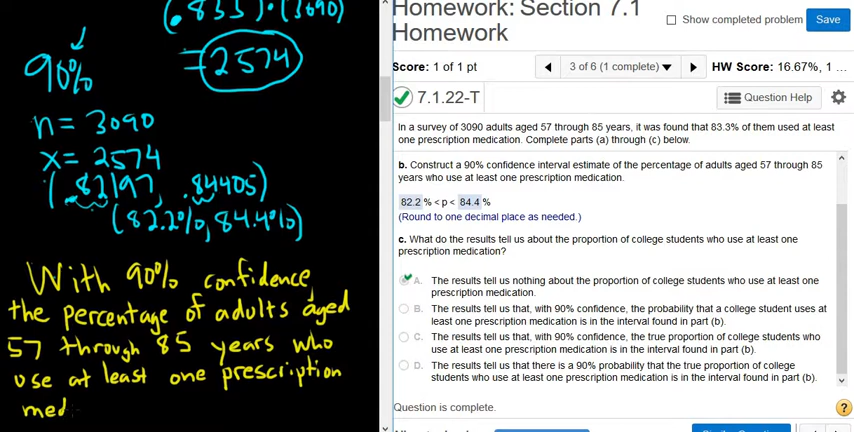 (.833)·(3090)
= 2574
90%
n = 3090
x = 2574
(.82197, .84405)
(82.2%, 84.4%)
With 90% confidence,
the percentage of adults aged
57 through 85 years who
use at least one prescription
med
Homework: Section 7.1
Homework
Show completed problem
Save
Score: 1 of 1 pt
3 of 6 (1 complete)
HW Score: 16.67%, 1 ...
7.1.22-T
Question Help
In a survey of 3090 adults aged 57 through 85 years, it was found that 83.3% of them used at least
one prescription medication. Complete parts (a) through (c) below.
b. Construct a 90% confidence interval estimate of the percentage of adults aged 57 through 85
years who use at least one prescription medication.
82.2 % < p < 84.4 %
(Round to one decimal place as needed.)
c. What do the results tell us about the proportion of college students who use at least one
prescription medication?
A. The results tell us nothing about the proportion of college students who use at least one
prescription medication.
B. The results tell us that, with 90% confidence, the probability that a college student uses at
least one prescription medication is in the interval found in part (b).
C. The results tell us that, with 90% confidence, the true proportion of college students who
use at least one prescription medication is in the interval found in part (b).
D. The results tell us that there is a 90% probability that the true proportion of college
students who use at least one prescription medication is in the interval found in part (b).
Question is complete.
?